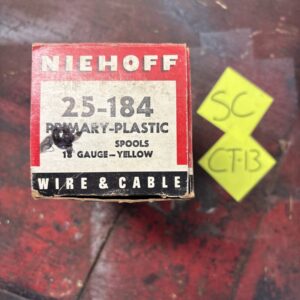 NIEHOFF
25-184
PRIMARY-PLASTIC
SPOOLS
18 GAUGE-YELLOW
WIRE & CABLE
SC
CT-13